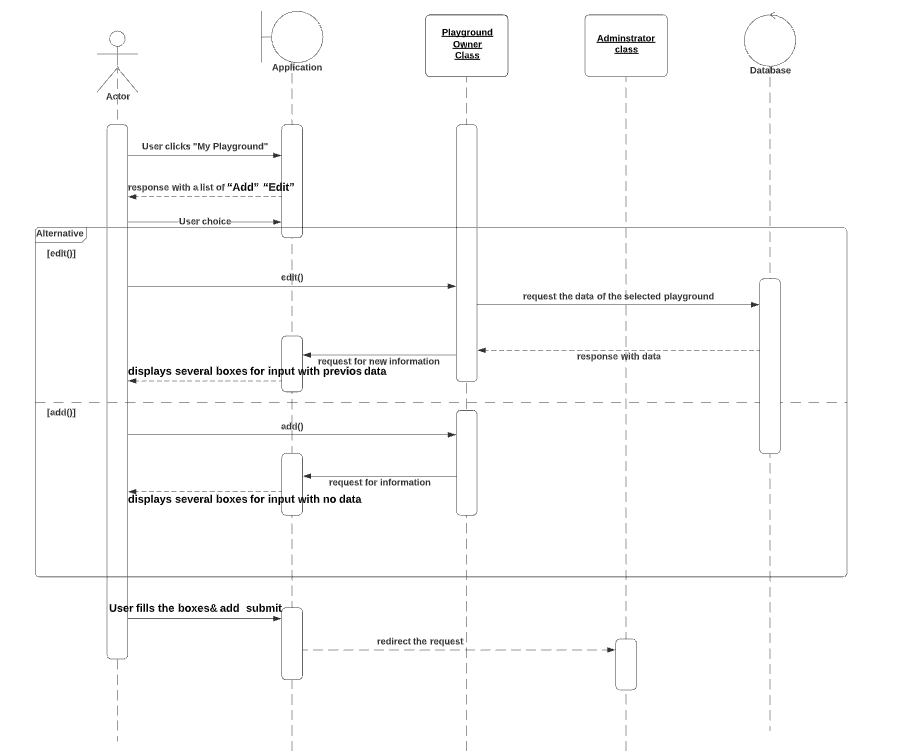 Playground
Owner
Class
Adminstrator
class
Application
Database
Actor
User clicks "My Playground"
response with a list of “Add” “Edit”
User choice
Alternative
[edit()]
edit()
request the data of the selected playground
response with data
request for new information
displays several boxes for input with previos data
[add()]
add()
request for information
displays several boxes for input with no data
User fills the boxes& add submit
redirect the request